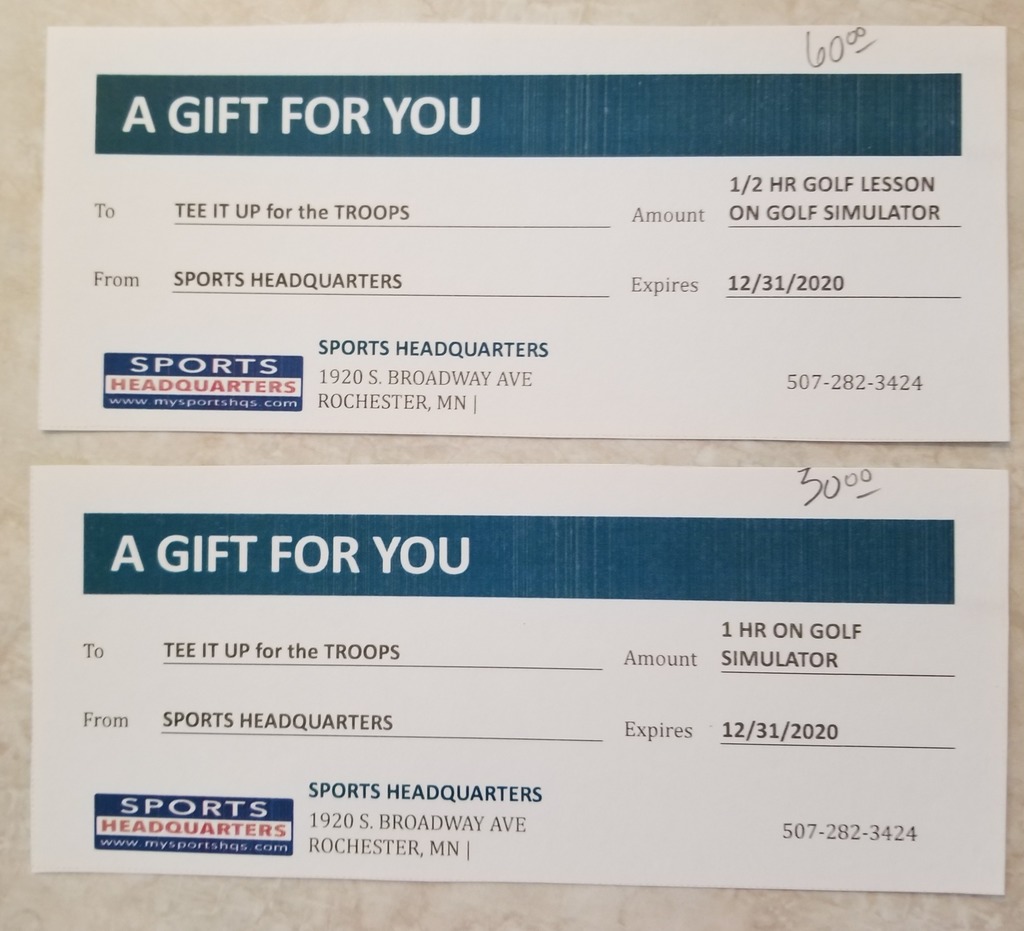 60.00
A GIFT FOR YOU
To TEE IT UP for the TROOPS Amount 1/2 HR GOLF LESSON
ON GOLF SIMULATOR
From SPORTS HEADQUARTERS Expires 12/31/2020
SPORTS
HEADQUARTERS
www.mysportshqs.com
SPORTS HEADQUARTERS
1920 S. BROADWAY AVE
ROCHESTER, MN |
507-282-3424
30.00
A GIFT FOR YOU
To TEE IT UP for the TROOPS Amount 1 HR ON GOLF
SIMULATOR
From SPORTS HEADQUARTERS Expires 12/31/2020
SPORTS
HEADQUARTERS
www.mysportshqs.com
SPORTS HEADQUARTERS
1920 S. BROADWAY AVE
ROCHESTER, MN |
507-282-3424